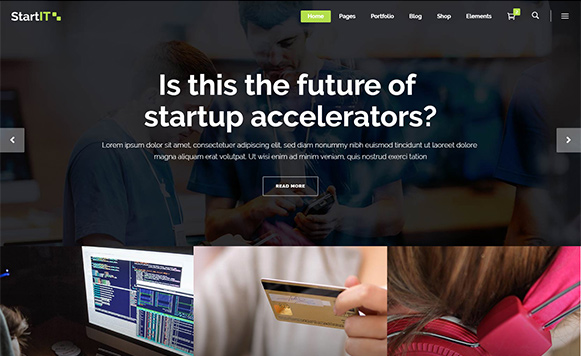 StartIT
Home Pages Portfolio Blog Shop Elements 2
Is this the future of
startup accelerators?
Lorem ipsum dolor sit amet, consectetuer adipiscing elit, sed diam nonummy nibh euismod tincidunt ut laoreet dolore
magna aliquam erat volutpat. Ut wisi enim ad minim veniam, quis nostrud exerci tation
READ MORE